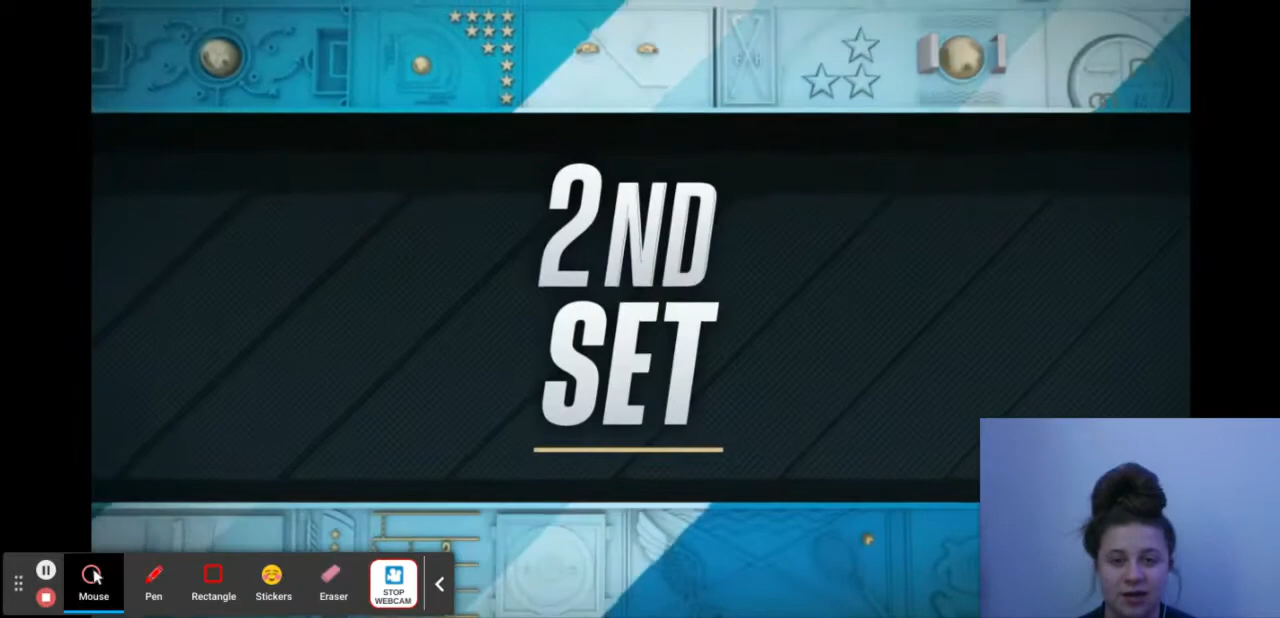 2ND
SET
Mouse
Pen
Rectangle
Stickers
Eraser
STOP
WEBCAM